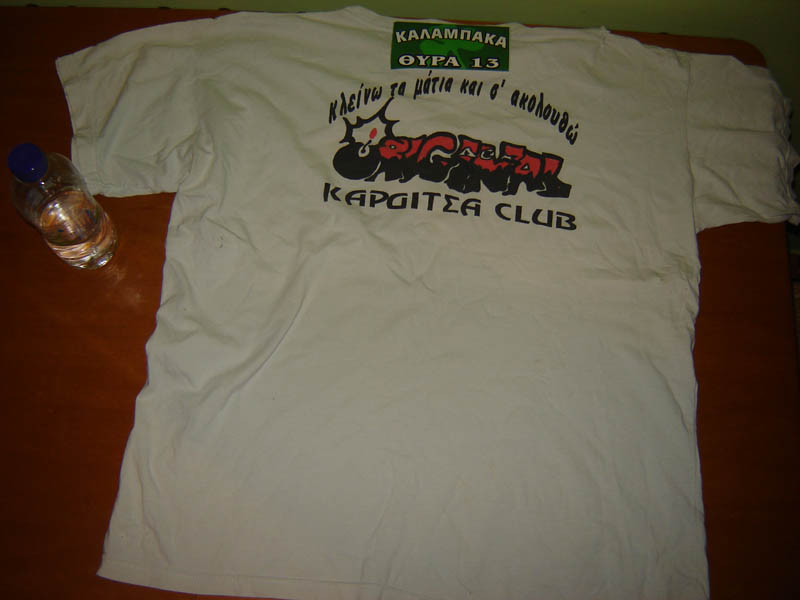 ΚΑΛΑΜΠΑΚΑ
ΘΥΡΑ 13
κλείνω τα μάτια και σ' ακολουθώ
ORIGINAL
ΚΑΡΔΙΤΣΑ CLUB